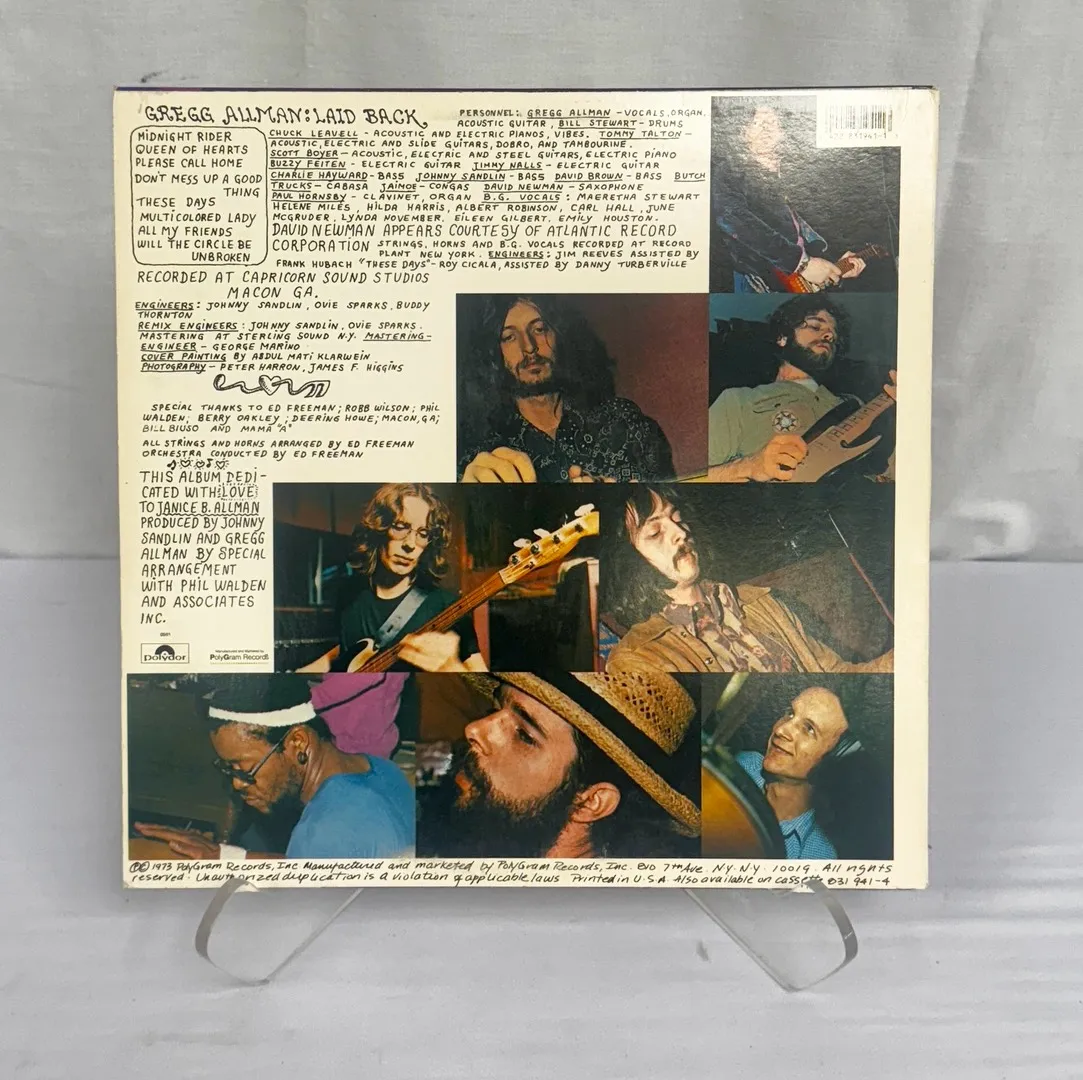 GREGG ALLMAN: LAID BACK
MIDNIGHT RIDER
QUEEN OF HEARTS
PLEASE CALL HOME
DON'T MESS UP A GOOD
THING
THESE DAYS
MULTICOLORED LADY
ALL MY FRIENDS
WILL THE CIRCLE BE
UNBROKEN
PERSONNEL: GREGG ALLMAN - VOCALS, ORGAN,
ACOUSTIC GUITAR, BILL STEWART - DRUMS
CHUCK LEAVELL - ACOUSTIC AND ELECTRIC PIANOS, VIBES. TOMMY TALTON -
ACOUSTIC, ELECTRIC AND SLIDE GUITARS, DOBRO, AND TAMBOURINE.
SCOTT BOYER - ACOUSTIC, ELECTRIC AND STEEL GUITARS, ELECTRIC PIANO
BUZZY FEITEN - ELECTRIC GUITAR JIMMY NALLS - ELECTRIC GUITAR
CHARLIE HAYWARD - BASS JOHNNY SANDLIN - BASS DAVID BROWN - BASS BUTCH
TRUCKS - CABASA JAIMOE - CONGAS DAVID NEWMAN - SAXOPHONE
PAUL HORNSBY - CLAVINET, ORGAN B.G. VOCALS: MAERETHA STEWART
HELENE MILES, HILDA HARRIS, ALBERT ROBINSON, CARL HALL, JUNE
MCGRUDER, LYNDA NOVEMBER, EILEEN GILBERT, EMILY HOUSTON.
DAVID NEWMAN APPEARS COURTESY OF ATLANTIC RECORD
CORPORATION STRINGS, HORNS AND B.G. VOCALS RECORDED AT RECORD
PLANT NEW YORK. ENGINEERS: JIM REEVES ASSISTED BY
FRANK HUBACH "THESE DAYS" - ROY CICALA, ASSISTED BY DANNY TURBERVILLE
RECORDED AT CAPRICORN SOUND STUDIOS
MACON GA.
ENGINEERS: JOHNNY SANDLIN, OVIE SPARKS, BUDDY
THORNTON
REMIX ENGINEERS: JOHNNY SANDLIN, OVIE SPARKS.
MASTERING AT STERLING SOUND N.Y. MASTERING-
ENGINEER - GEORGE MARINO
COVER PAINTING BY ABDUL MATI KLARWEIN
PHOTOGRAPHY - PETER HARRON, JAMES F. HIGGINS
SPECIAL THANKS TO ED FREEMAN; ROBB WILSON; PHIL
WALDEN; BERRY OAKLEY; DEERING HOWE; MACON, GA;
BILL BIUSO AND MAMA "A"
ALL STRINGS AND HORNS ARRANGED BY ED FREEMAN
ORCHESTRA CONDUCTED BY ED FREEMAN
THIS ALBUM DEDI-
CATED WITH LOVE
TO JANICE B. ALLMAN
PRODUCED BY JOHNNY
SANDLIN AND GREGG
ALLMAN BY SPECIAL
ARRANGEMENT
WITH PHIL WALDEN
AND ASSOCIATES
INC.
Polydor
Manufactured and Marketed by
PolyGram Records
℗© 1973 PolyGram Records, Inc. Manufactured and marketed by PolyGram Records, Inc. 810 7th Ave. N.Y. N.Y. 10019. All rights
reserved. Unauthorized duplication is a violation of applicable laws Printed in U.S.A. Also available on cassette 831 941-4